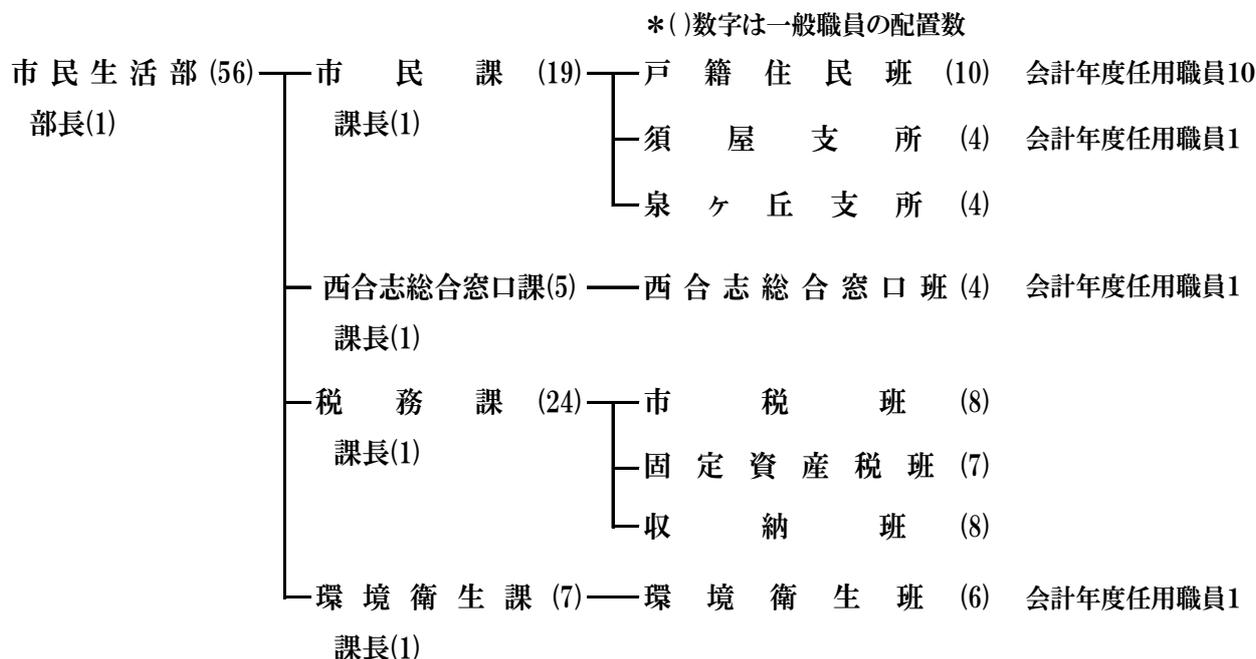 *( )数字は一般職員の配置数
市民生活部(56) 市民課(19) 戸籍住民班(10) 会計年度任用職員10
部長(1) 課長(1)
須屋支所(4) 会計年度任用職員1
泉ヶ丘支所(4)
西合志総合窓口課(5) 西合志総合窓口班(4) 会計年度任用職員1
課長(1)
税務課(24) 市税班(8)
課長(1)
固定資産税班(7)
収納班(8)
環境衛生課(7) 環境衛生班(6) 会計年度任用職員1
課長(1)